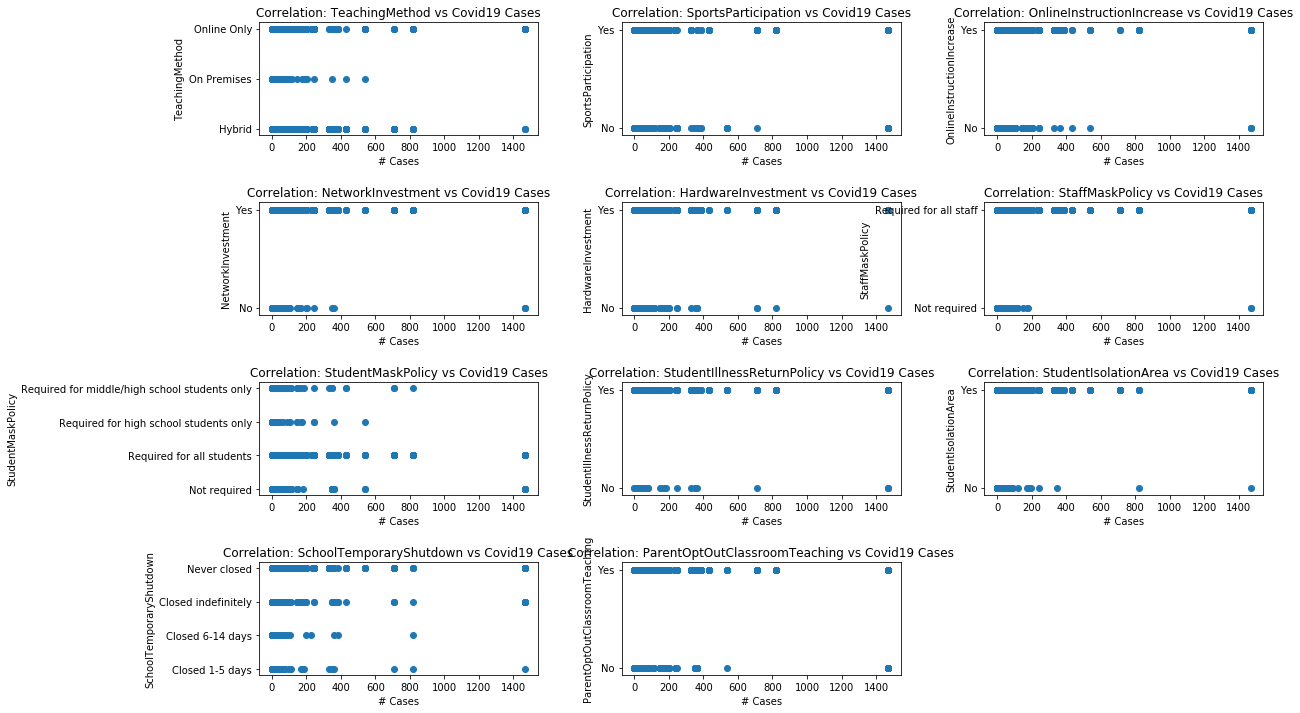 Correlation: TeachingMethod vs Covid19 Cases
TeachingMethod
Online Only
On Premises
Hybrid
0 200 400 600 800 1000 1200 1400
# Cases
Correlation: SportsParticipation vs Covid19 Cases
SportsParticipation
Yes
No
0 200 400 600 800 1000 1200 1400
# Cases
Correlation: OnlineInstructionIncrease vs Covid19 Cases
OnlineInstructionIncrease
Yes
No
0 200 400 600 800 1000 1200 1400
# Cases
Correlation: NetworkInvestment vs Covid19 Cases
NetworkInvestment
Yes
No
0 200 400 600 800 1000 1200 1400
# Cases
Correlation: HardwareInvestment vs Covid19 Cases
HardwareInvestment
Yes
No
0 200 400 600 800 1000 1200 1400
# Cases
Correlation: StaffMaskPolicy vs Covid19 Cases
StaffMaskPolicy
Required for all staff
Not required
0 200 400 600 800 1000 1200 1400
# Cases
Correlation: StudentMaskPolicy vs Covid19 Cases
StudentMaskPolicy
Required for middle/high school students only
Required for high school students only
Required for all students
Not required
0 200 400 600 800 1000 1200 1400
# Cases
Correlation: StudentIllnessReturnPolicy vs Covid19 Cases
StudentIllnessReturnPolicy
Yes
No
0 200 400 600 800 1000 1200 1400
# Cases
Correlation: StudentIsolationArea vs Covid19 Cases
StudentIsolationArea
Yes
No
0 200 400 600 800 1000 1200 1400
# Cases
Correlation: SchoolTemporaryShutdown vs Covid19 Cases
SchoolTemporaryShutdown
Never closed
Closed indefinitely
Closed 6-14 days
Closed 1-5 days
0 200 400 600 800 1000 1200 1400
# Cases
Correlation: ParentOptOutClassroomTeaching vs Covid19 Cases
ParentOptOutClassroomTeaching
Yes
No
0 200 400 600 800 1000 1200 1400
# Cases